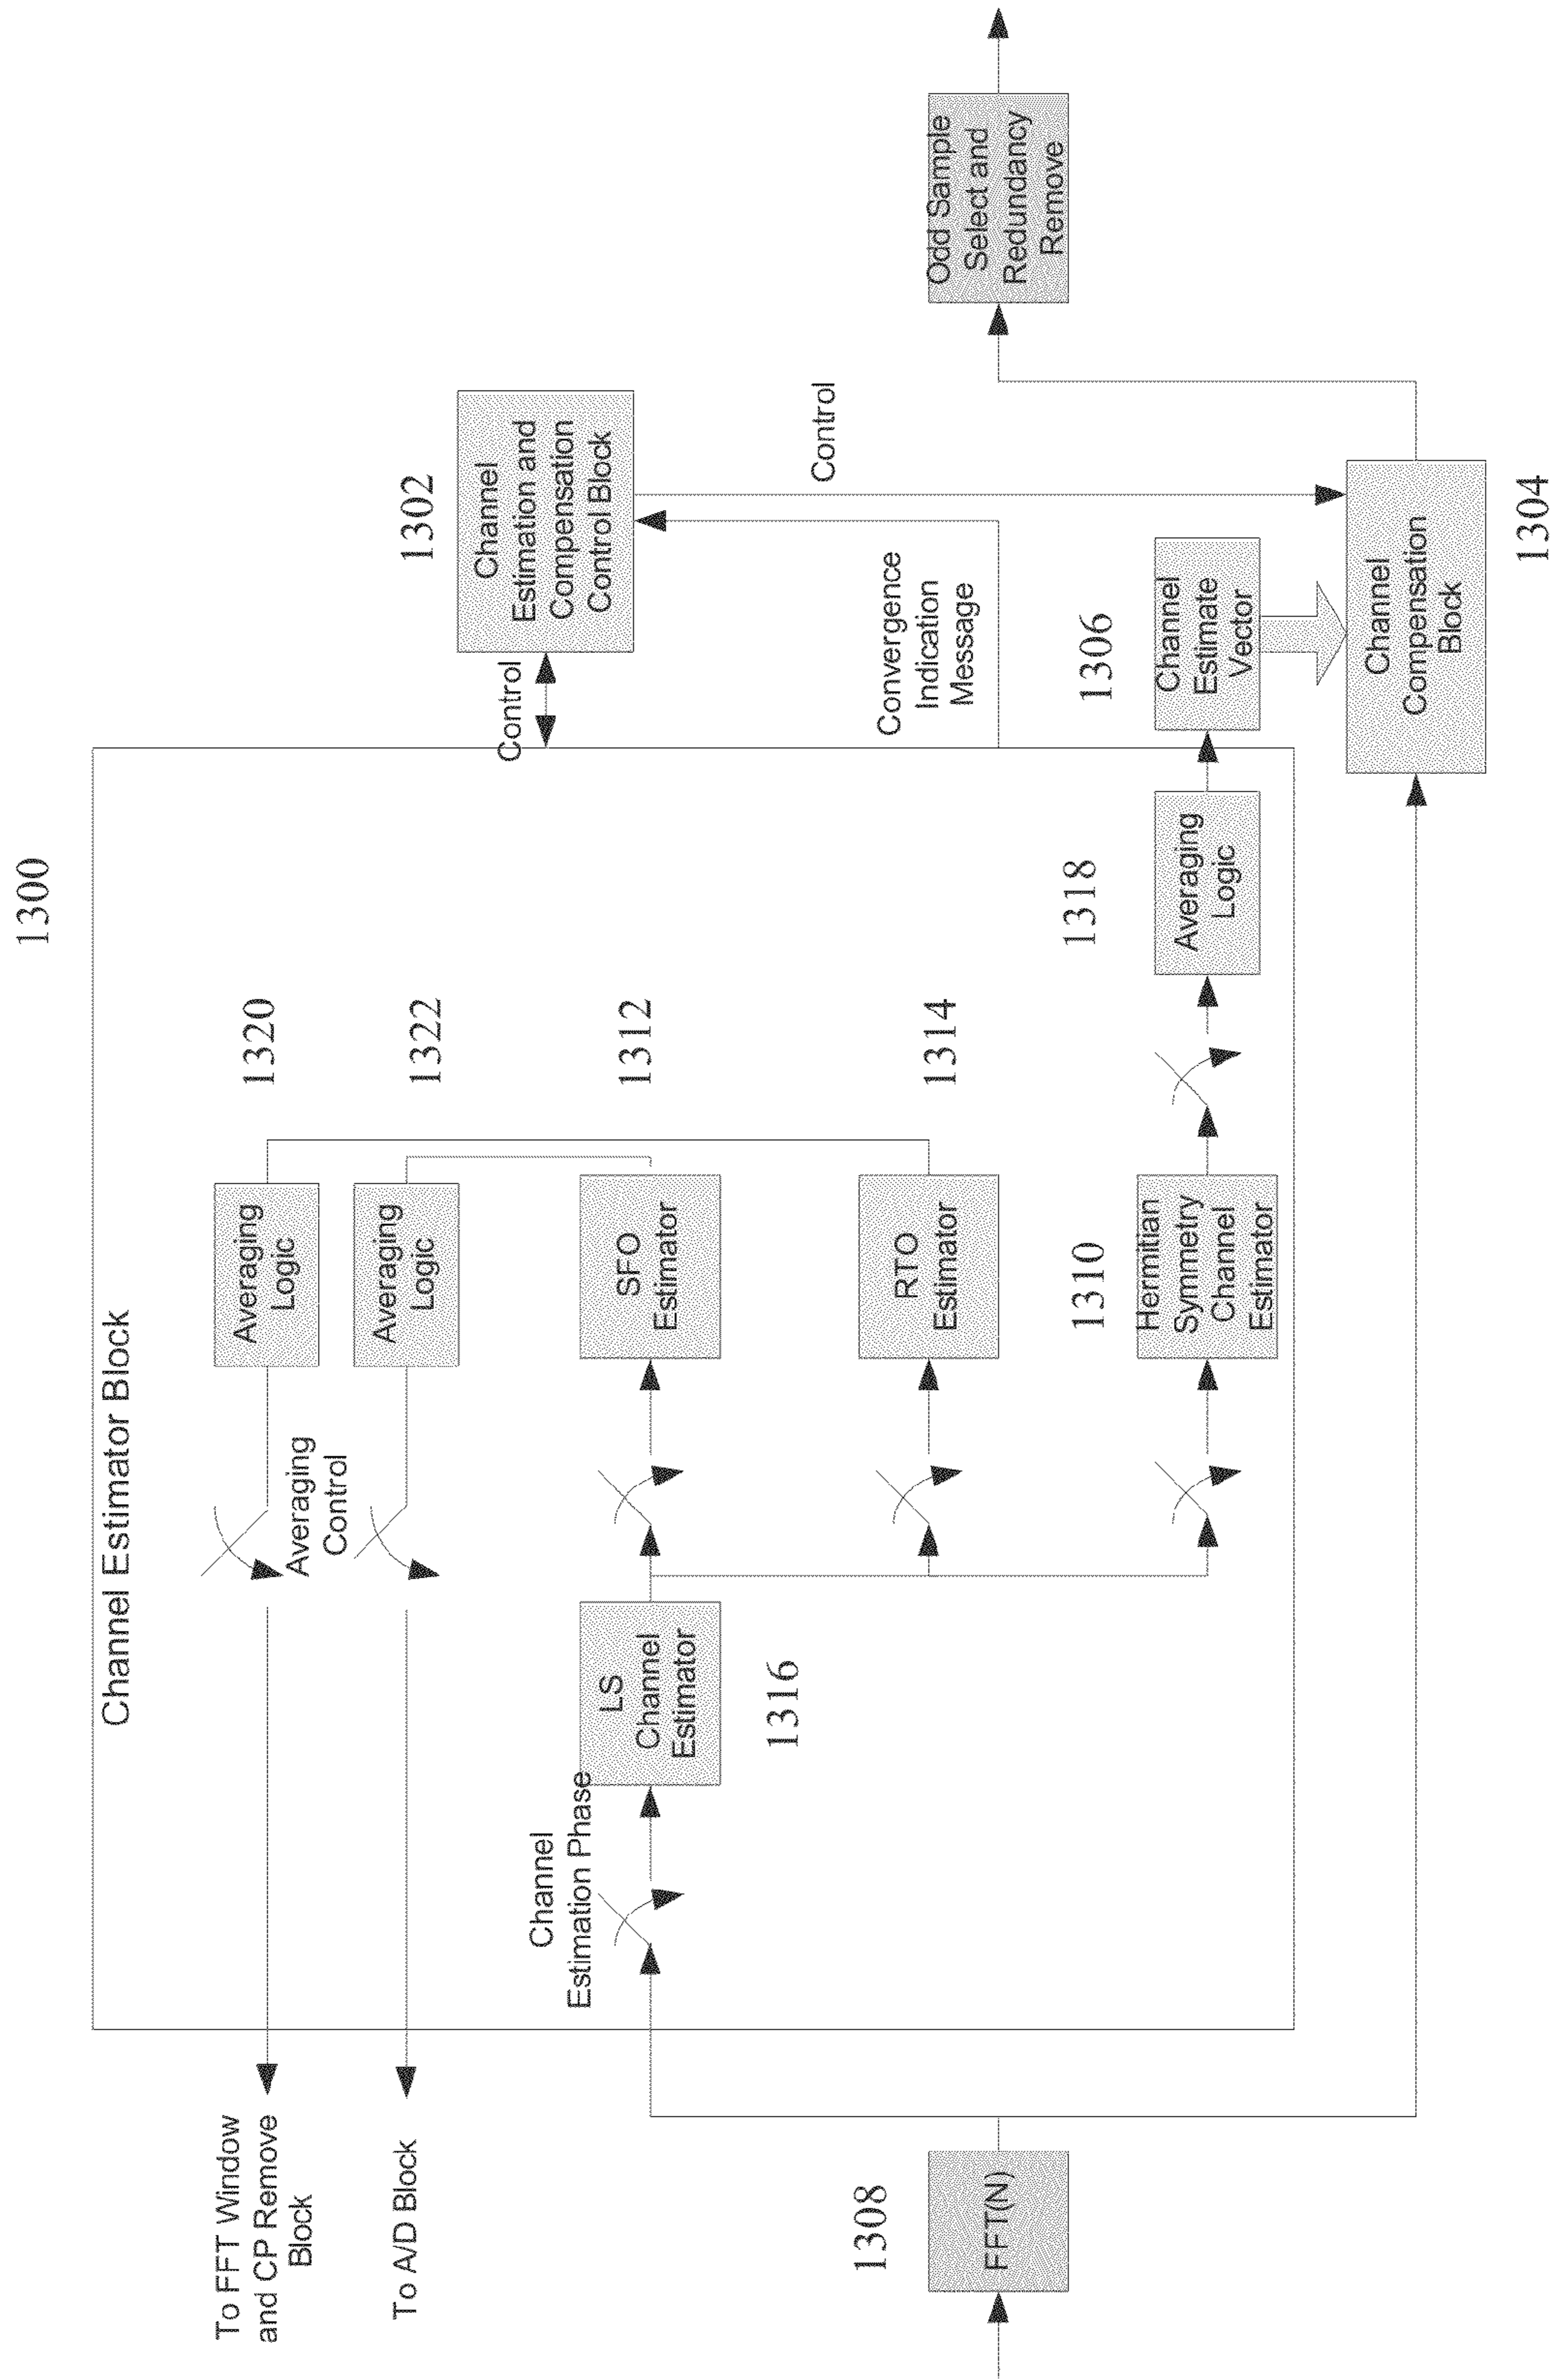 1300
Channel Estimator Block
To FFT Window
and CP Remove
Block
To A/D Block
Averaging
Control
Averaging
Logic
1320
Averaging
Logic
1322
Control
1302
Channel
Estimation and
Compensation
Control Block
Channel
Estimation Phase
LS
Channel
Estimator
1316
SFO
Estimator
1312
RTO
Estimator
1314
Convergence
Indication
Message
Control
1308
FFT(N)
1310
Hermitian
Symmetry
Channel
Estimator
1318
Averaging
Logic
1306
Channel
Estimate
Vector
Channel
Compensation
Block
1304
Odd Sample
Select and
Redundancy
Remove